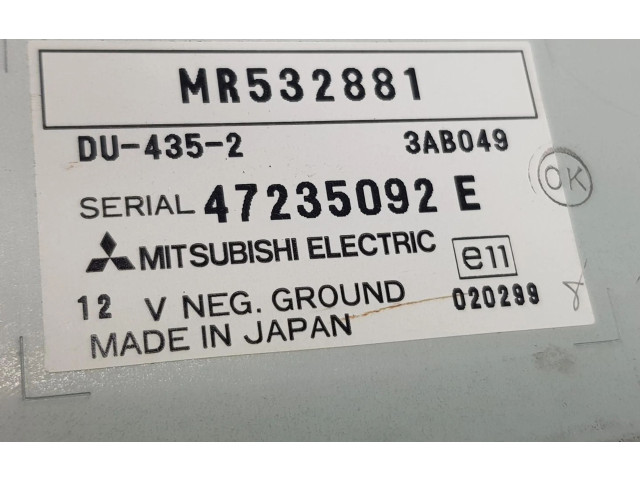 MR532881
DU-435-2 3AB049
SERIAL 47235092 E
OK
MITSUBISHI ELECTRIC e11
12 V NEG. GROUND 020299
MADE IN JAPAN